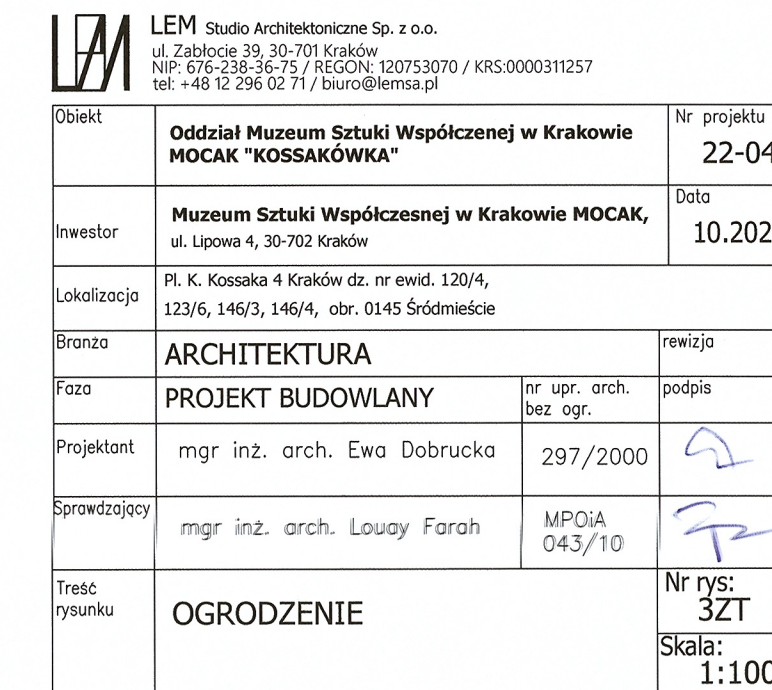 LEM
LEM Studio Architektoniczne Sp. z o.o.
ul. Zabłocie 39, 30-701 Kraków
NIP: 676-238-36-75 / REGON: 120753070 / KRS:0000311257
tel: +48 12 296 02 71 / biuro@lemsa.pl
Obiekt
Oddział Muzeum Sztuki Współczenej w Krakowie
MOCAK "KOSSAKÓWKA"
Nr projektu
22-04
Inwestor
Muzeum Sztuki Współczesnej w Krakowie MOCAK,
ul. Lipowa 4, 30-702 Kraków
Data
10.202
Lokalizacja
Pl. K. Kossaka 4 Kraków dz. nr ewid. 120/4,
123/6, 146/3, 146/4, obr. 0145 Śródmieście
Branża
ARCHITEKTURA
rewizja
Faza
PROJEKT BUDOWLANY
nr upr. arch.
bez ogr.
podpis
Projektant
mgr inż. arch. Ewa Dobrucka
297/2000
Sprawdzający
mgr inż. arch. Louay Farah
MPOiA
043/10
Treść
rysunku
OGRODZENIE
Nr rys:
3ZT
Skala:
1:100